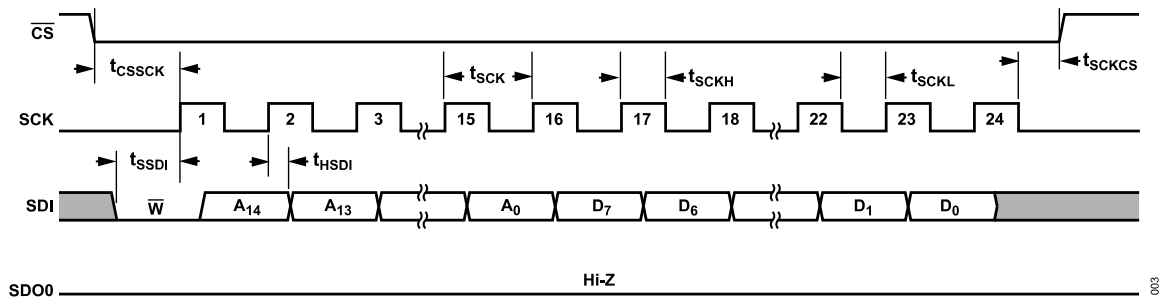 CS
tCSSCK
tSCK
tSCKH
tSCKL
tSCKCS
SCK
1
2
3
15
16
17
18
22
23
24
tSSDI
tHSDI
SDI
W
A14
A13
A0
D7
D6
D1
D0
Hi-Z
SDO0
003